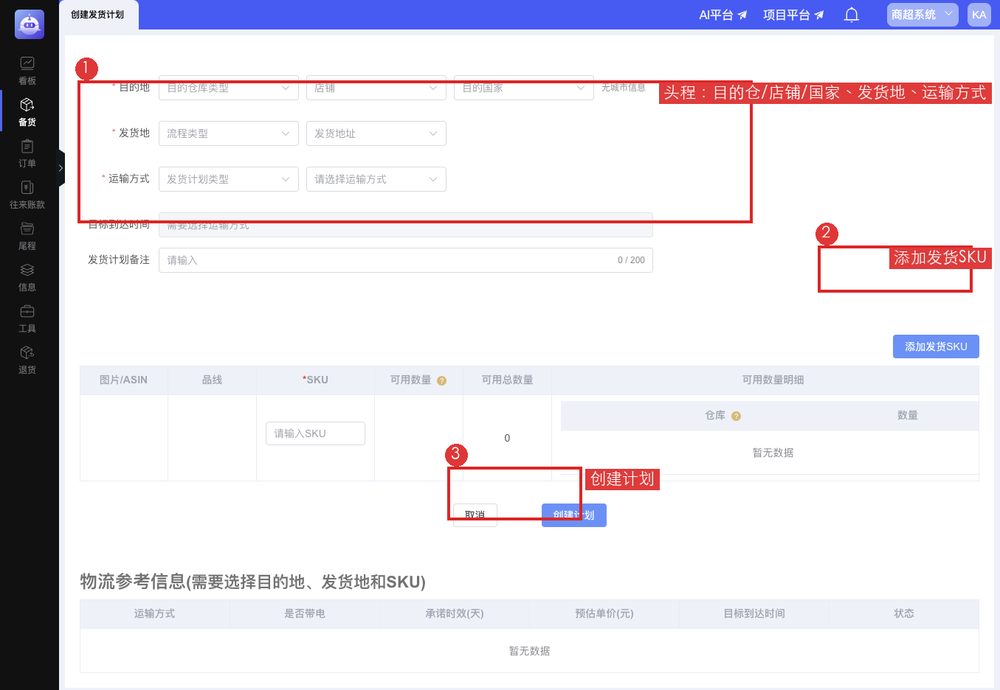 创建发货计划
AI平台
项目平台
商超系统
KA
看板
备货
订单
往来账款
尾程
信息
工具
退货
1
* 目的地
目的仓库类型
店铺
目的国家
无城市信息
头程：目的仓/店铺/国家、发货地、运输方式
* 发货地
流程类型
发货地址
* 运输方式
发货计划类型
请选择运输方式
目标到达时间
需要选择运输方式
2
添加发货SKU
发货计划备注
请输入
0 / 200
添加发货SKU
图片/ASIN
品线
*SKU
可用数量 ?
可用总数量
可用数量明细
仓库 ?
数量
请输入SKU
0
暂无数据
3
创建计划
取消
创建计划
物流参考信息(需要选择目的地、发货地和SKU)
运输方式
是否带电
承诺时效(天)
预估单价(元)
目标到达时间
状态
暂无数据